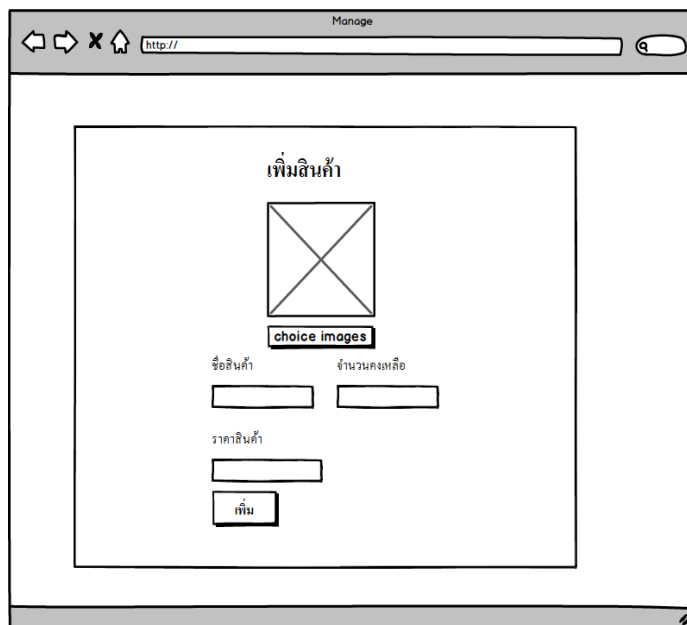 Manage
http://
เพิ่มสินค้า
choice images
ชื่อสินค้า จำนวนคงเหลือ
ราคาสินค้า
เพิ่ม